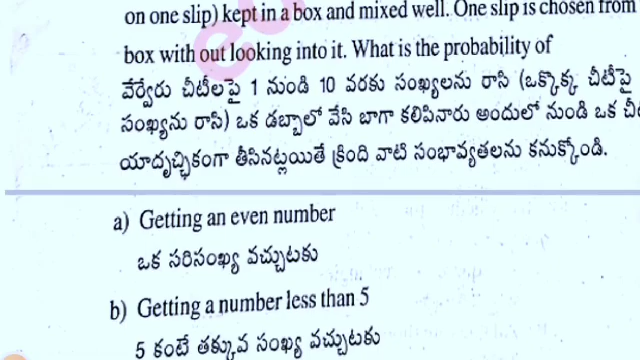 on one slip) kept in a box and mixed well. One slip is chosen from
box with out looking into it. What is the probability of
వేర్వేరు చీటీలపై 1 నుండి 10 వరకు సంఖ్యలను రాసి (ఒక్కొక్క చీటీపై
సంఖ్యను రాసి) ఒక డబ్బాలో వేసి బాగా కలిపినారు అందులో నుండి ఒక
యాదృచ్ఛికంగా తీసినట్లయితే క్రింది వాటి సంభావ్యతలను కనుక్కోండి.
a) Getting an even number
ఒక సరిసంఖ్య వచ్చుటకు
b) Getting a number less than 5
5 కంటే తక్కువ సంఖ్య వచ్చుటకు